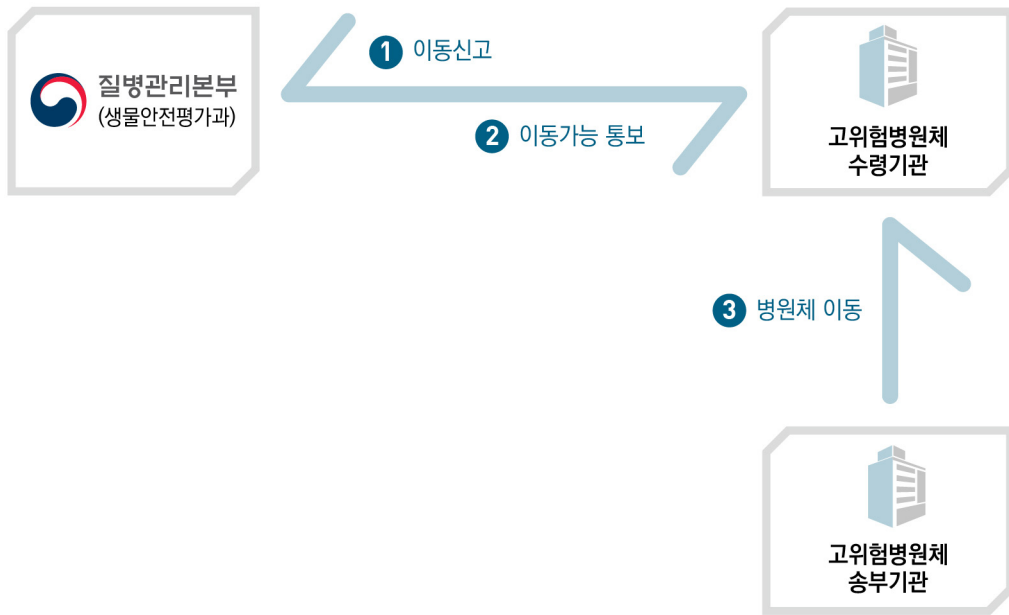 질병관리본부
(생물안전평가과)
1 이동신고
2 이동가능 통보
고위험병원체
수령기관
3 병원체 이동
고위험병원체
송부기관